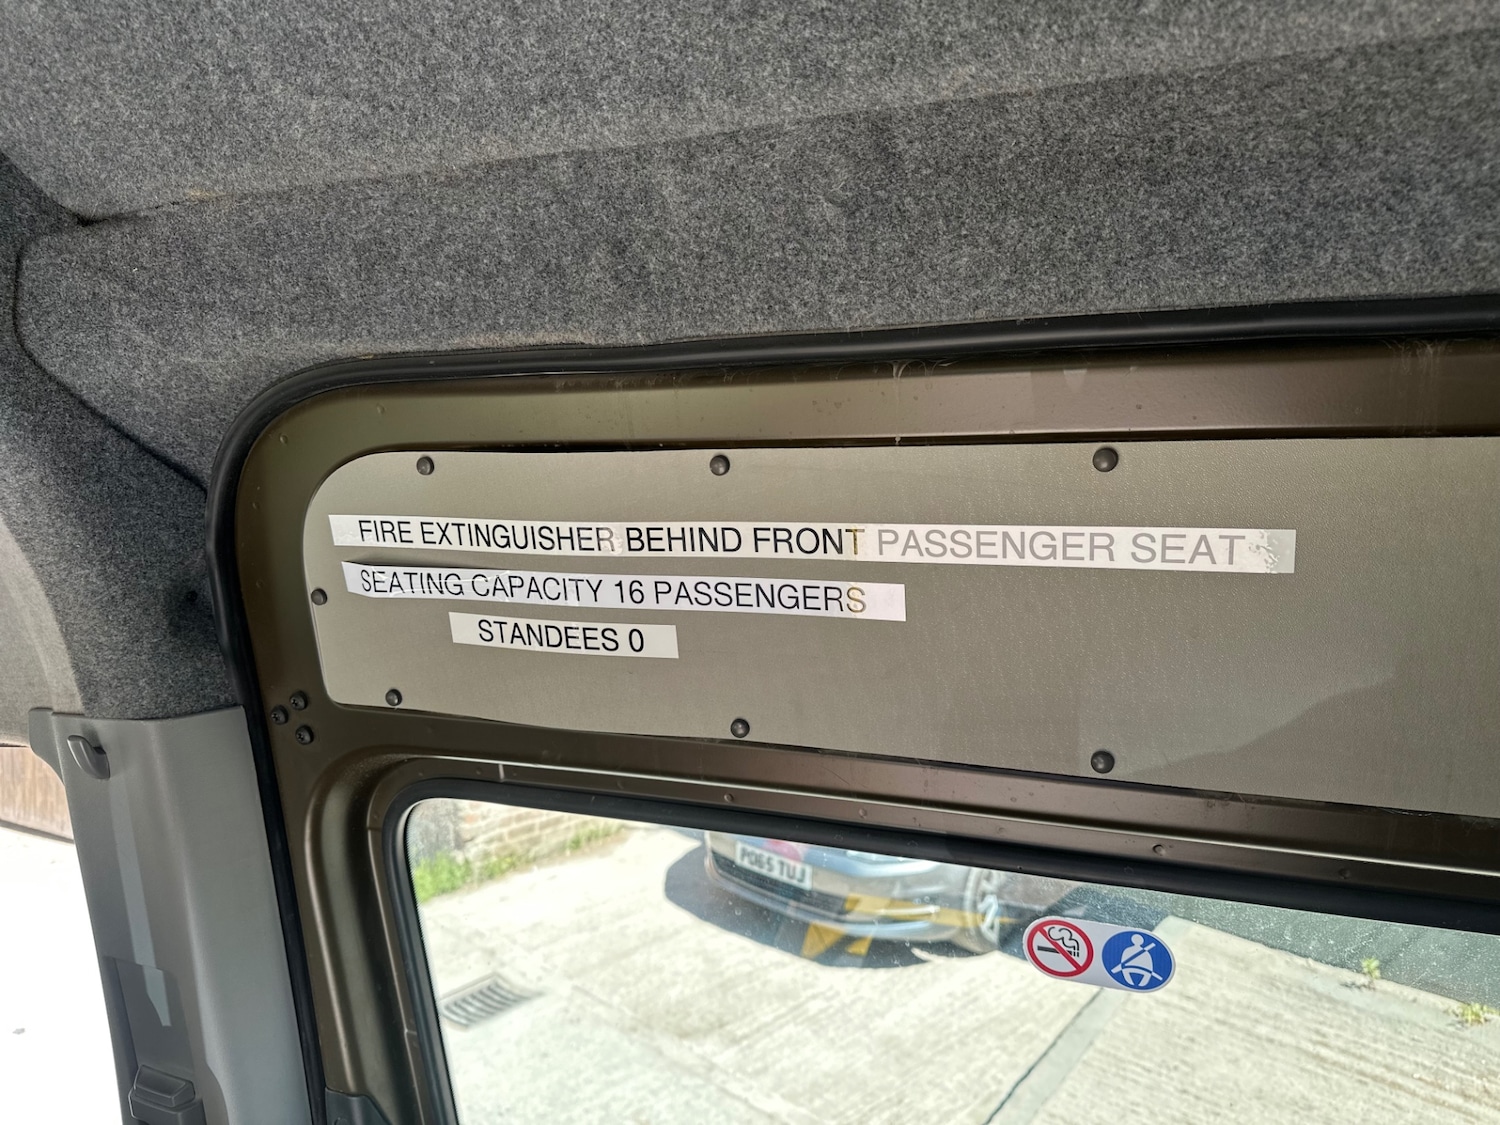 FIRE EXTINGUISHER BEHIND FRONT PASSENGER SEAT
SEATING CAPACITY 16 PASSENGERS
STANDEES 0
PO65 TUJ